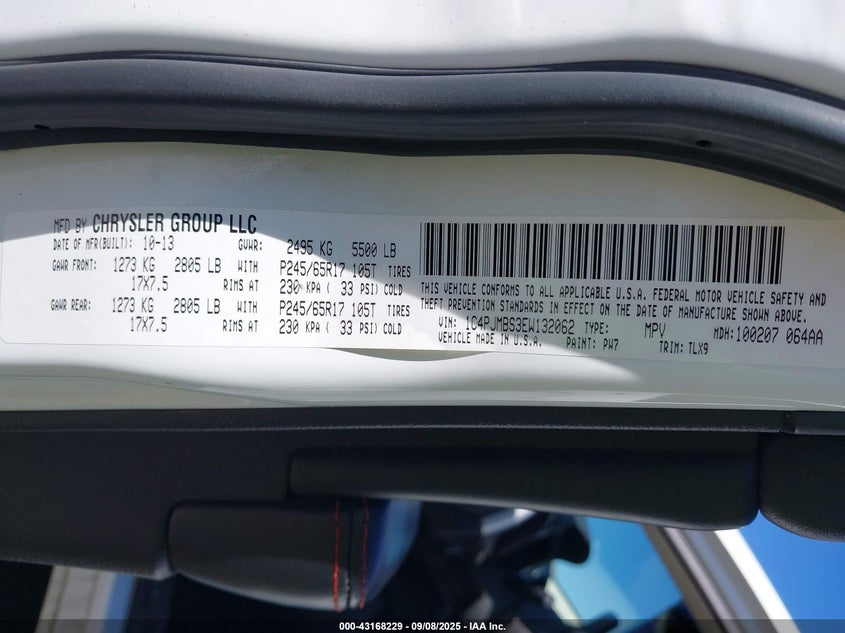 MFD BY CHRYSLER GROUP LLC
DATE OF MFR(BUILT): 10-13 GVWR: 2495 KG 5500 LB
GAWR FRONT: 1273 KG 2805 LB WITH P245/65R17 105T TIRES
17X7.5 RIMS AT 230 KPA ( 33 PSI) COLD
GAWR REAR: 1273 KG 2805 LB WITH P245/65R17 105T TIRES
17X7.5 RIMS AT 230 KPA ( 33 PSI) COLD
THIS VEHICLE CONFORMS TO ALL APPLICABLE U.S.A. FEDERAL MOTOR VEHICLE SAFETY AND
THEFT PREVENTION STANDARDS IN EFFECT ON THE DATE OF MANUFACTURE SHOWN ABOVE.
VIN: 1C4PJMBS3EW132062 TYPE: MPV MDH: 100207 064AA
VEHICLE MADE IN U.S.A. PAINT: PW7 TRIM: TLX9
000-43168229 - 09/08/2025 - IAA Inc.